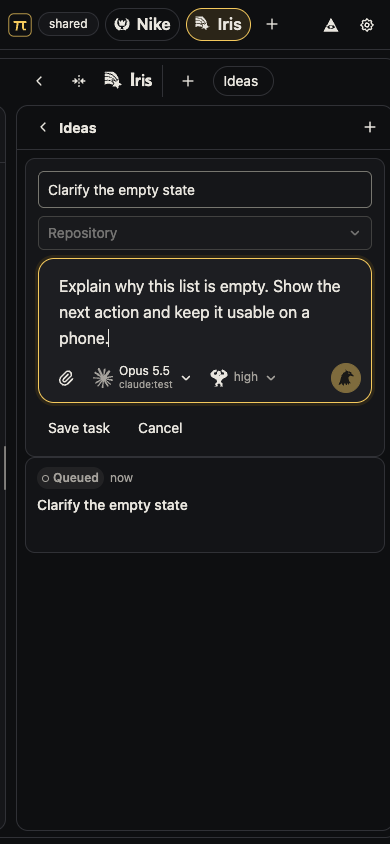 π shared Nike Iris +
Iris + Ideas
Ideas +
Clarify the empty state
Repository
Explain why this list is empty. Show the
next action and keep it usable on a
phone.
Opus 5.5
claude:test
high
Save task Cancel
Queued now
Clarify the empty state